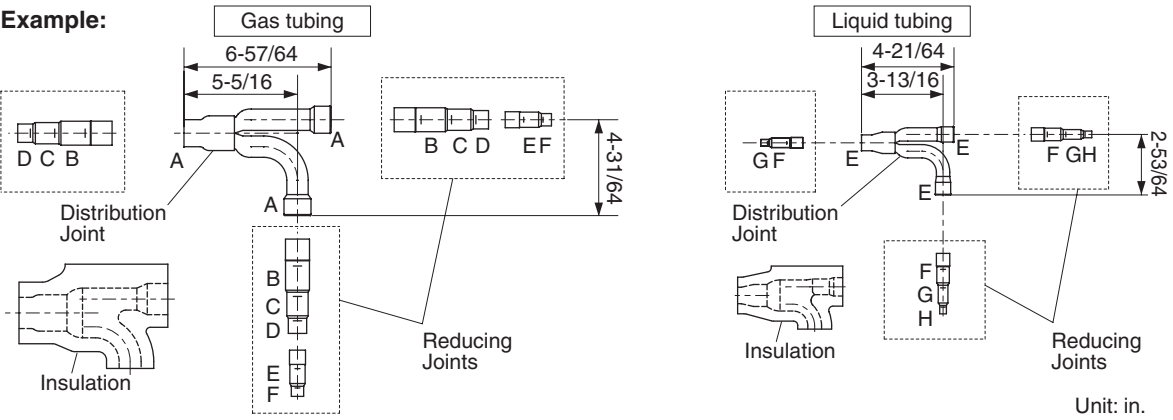 Example:
Gas tubing
6-57/64
5-5/16
D C B
A
A
A
B C D
E F
4-31/64
Distribution
Joint
B
C
D
E
F
Reducing
Joints
Insulation
Liquid tubing
4-21/64
3-13/16
G F
E
E
E
F G H
2-53/64
Distribution
Joint
F
G
H
Reducing
Joints
Insulation
Unit: in.